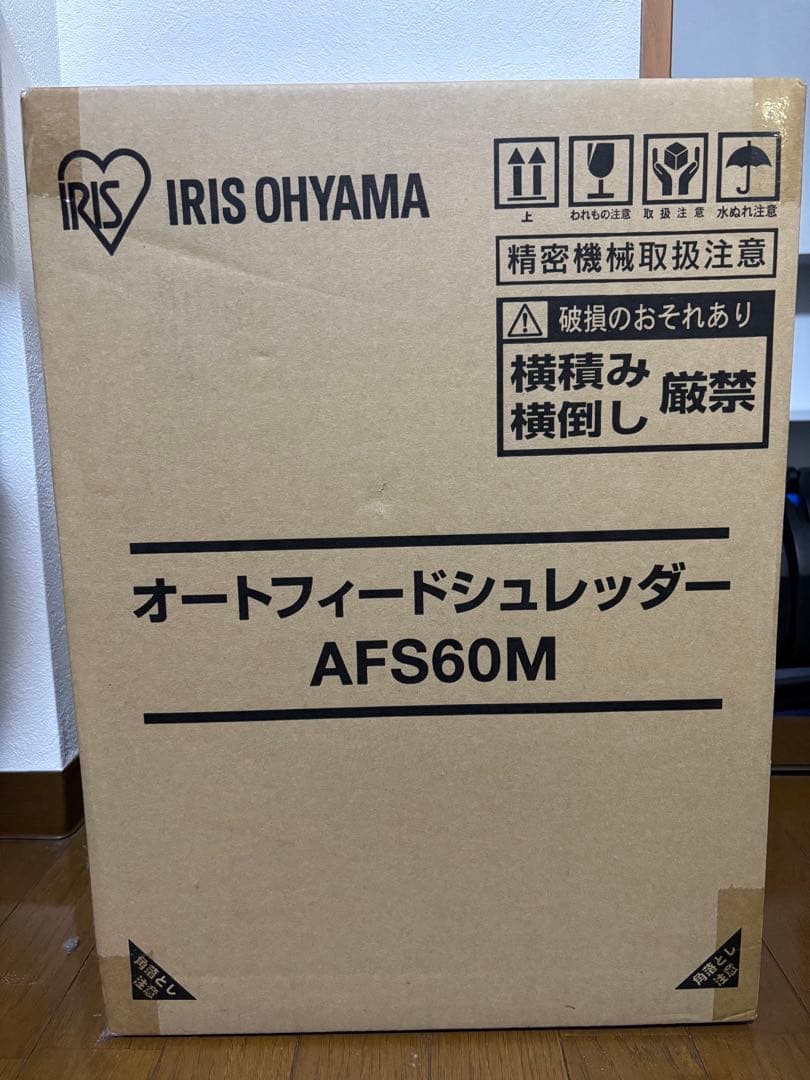 IRIS
IRIS OHYAMA
上
われもの注意
取扱注意
水ぬれ注意
精密機械取扱注意
破損のおそれあり
横積み
横倒し
厳禁
オートフィードシュレッダー
AFS60M
角落とし
注意
角落とし
注意